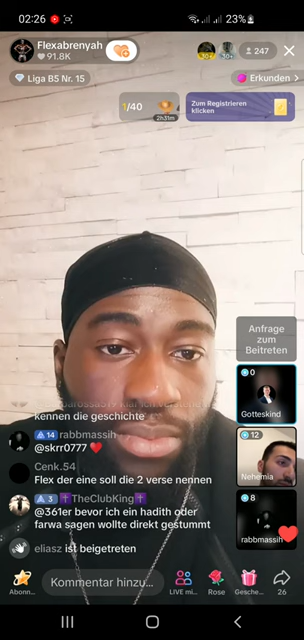 02:26
23%
Flexabrenyah
91.8K
247
Liga B5 Nr. 15
Erkunden
1/40
2h31m
Zum Registrieren
klicken
Anfrage
zum
Beitreten
0
Gotteskind
12
Nehemia
8
rabbmassih
kennen die geschichte
14 rabbmassih
@skrr0777
Cenk.54
Flex der eine soll die 2 verse nennen
3 TheClubKing
@361er bevor ich ein hadith oder
farwa sagen wollte direkt gestummt
eliasz ist beigetreten
Abonn...
Kommentar hinzu...
LIVE mi...
Rose
Gesche...
26